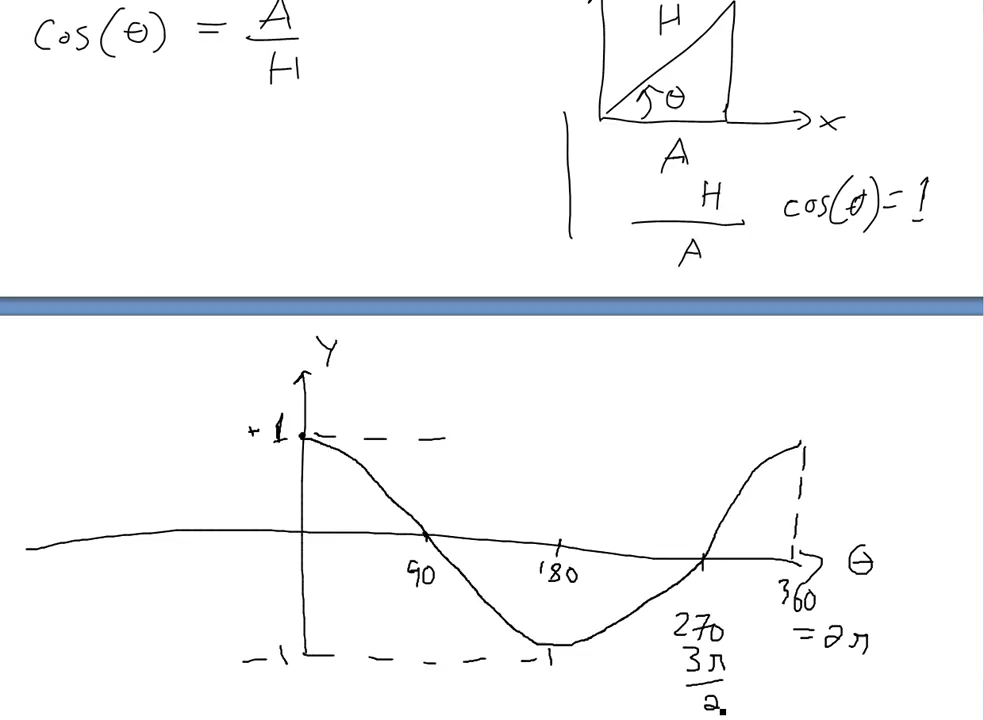 cos(θ) = A
H
H
θ
x
A
H
A
cos(θ)=1
Y
+1
90
180
θ
360
= 2π
270
3π
2
-1
-1